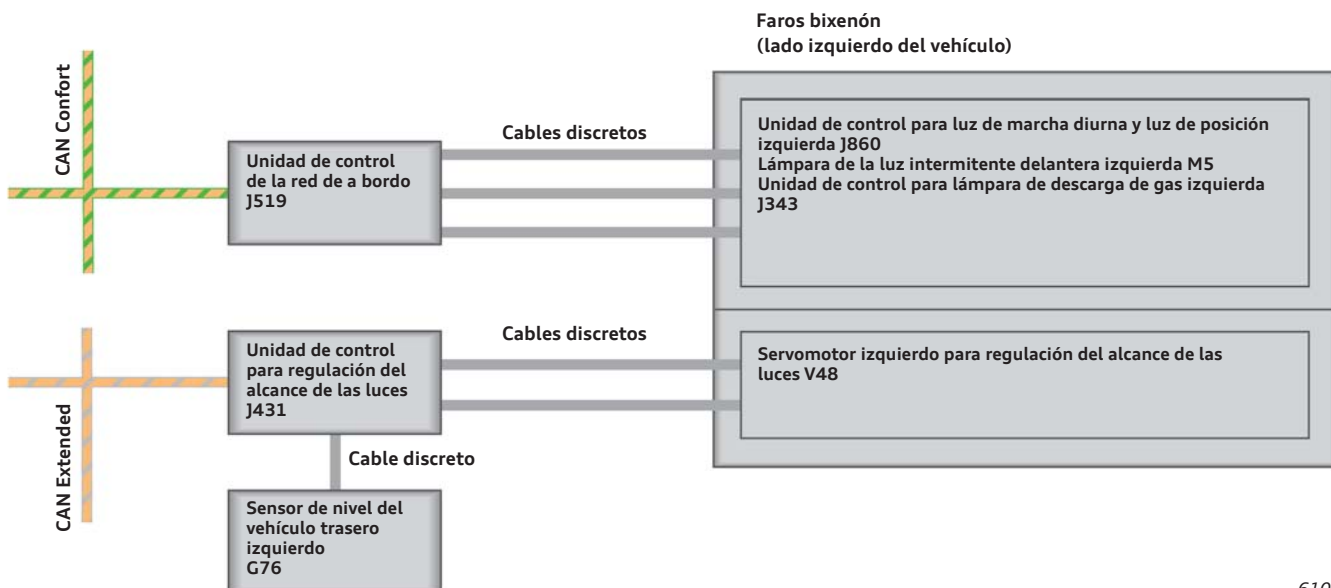 Faros bixenón
(lado izquierdo del vehículo)
CAN Confort
Cables discretos
Unidad de control
de la red de a bordo
J519
Unidad de control para luz de marcha diurna y luz de posición
izquierda J860
Lámpara de la luz intermitente delantera izquierda M5
Unidad de control para lámpara de descarga de gas izquierda
J343
CAN Extended
Cables discretos
Unidad de control
para regulación del
alcance de las luces
J431
Servomotor izquierdo para regulación del alcance de las
luces V48
Cable discreto
Sensor de nivel del
vehículo trasero
izquierdo
G76